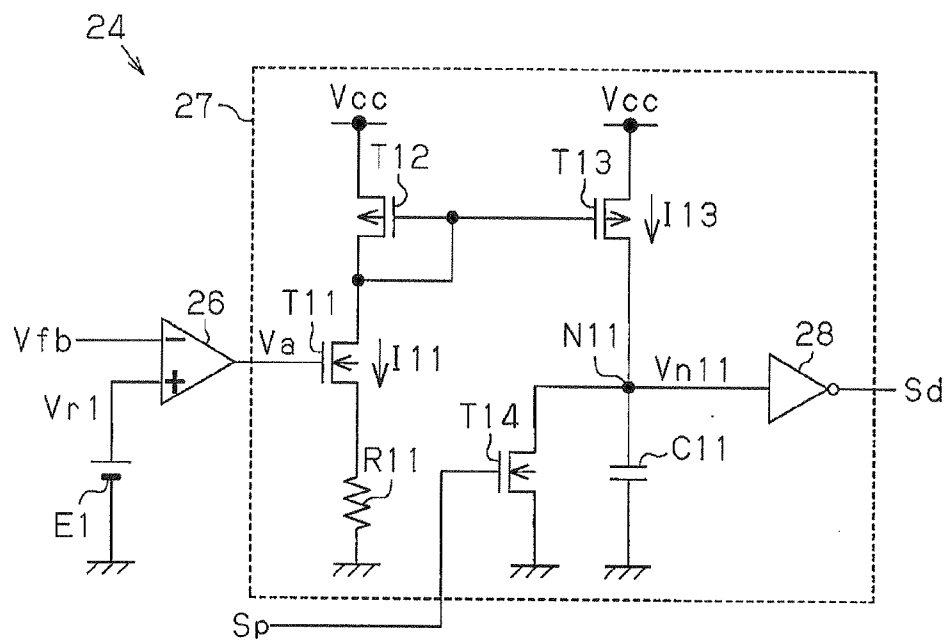 24
27
Vcc
Vcc
T12
T13
I13
26
T11
Vfb
Va
I11
N11
Vn11
28
Sd
Vr1
T14
C11
R11
E1
Sp